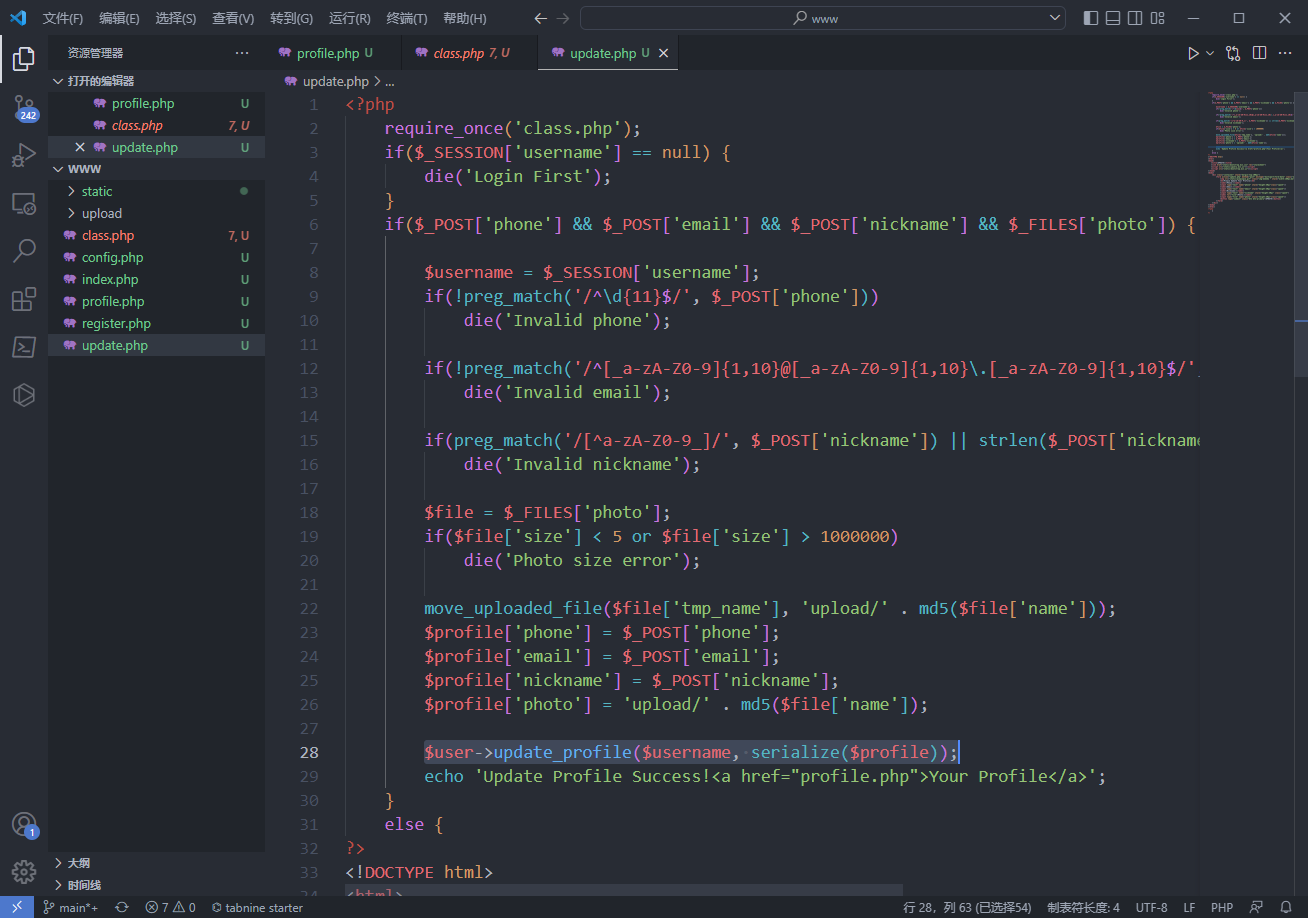 文件(F) 编辑(E) 选择(S) 查看(V) 转到(G) 运行(R) 终端(T) 帮助(H) www
资源管理器 ···
打开的编辑器
profile.php U
class.php 7, U
update.php U
WWW
static
upload
class.php 7, U
config.php U
index.php U
profile.php U
register.php U
update.php U
大纲
时间线
242
1
profile.php U class.php 7, U update.php U
update.php > ...
1 <?php
2 require_once('class.php');
3 if($_SESSION['username'] == null) {
4 die('Login First');
5 }
6 if($_POST['phone'] && $_POST['email'] && $_POST['nickname'] && $_FILES['photo']) {
7
8 $username = $_SESSION['username'];
9 if(!preg_match('/^\d{11}$/', $_POST['phone']))
10 die('Invalid phone');
11
12 if(!preg_match('/^[_a-zA-Z0-9]{1,10}@[_a-zA-Z0-9]{1,10}\.[_a-zA-Z0-9]{1,10}$/'
13 die('Invalid email');
14
15 if(preg_match('/[^a-zA-Z0-9_]/', $_POST['nickname']) || strlen($_POST['nickname
16 die('Invalid nickname');
17
18 $file = $_FILES['photo'];
19 if($file['size'] < 5 or $file['size'] > 1000000)
20 die('Photo size error');
21
22 move_uploaded_file($file['tmp_name'], 'upload/' . md5($file['name']));
23 $profile['phone'] = $_POST['phone'];
24 $profile['email'] = $_POST['email'];
25 $profile['nickname'] = $_POST['nickname'];
26 $profile['photo'] = 'upload/' . md5($file['name']);
27
28 $user->update_profile($username, serialize($profile));
29 echo 'Update Profile Success!<a href="profile.php">Your Profile</a>';
30 }
31 else {
32 ?>
33 <!DOCTYPE html>
34 <html>
main*+ 7 0 tabnine starter 行 28，列 63 (已选择54) 制表符长度: 4 UTF-8 LF PHP